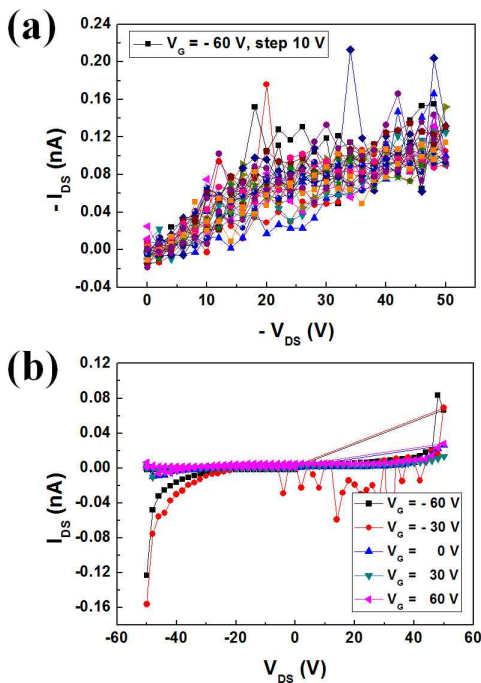 (a)
0.24
0.20
0.16
0.12
0.08
0.04
0.00
-0.04
- I_DS (nA)
V_G = - 60 V, step 10 V
0 10 20 30 40 50
- V_DS (V)
(b)
0.12
0.08
0.04
0.00
-0.04
-0.08
-0.12
-0.16
I_DS (nA)
V_G = - 60 V
V_G = - 30 V
V_G = 0 V
V_G = 30 V
V_G = 60 V
-60 -40 -20 0 20 40 60
V_DS (V)